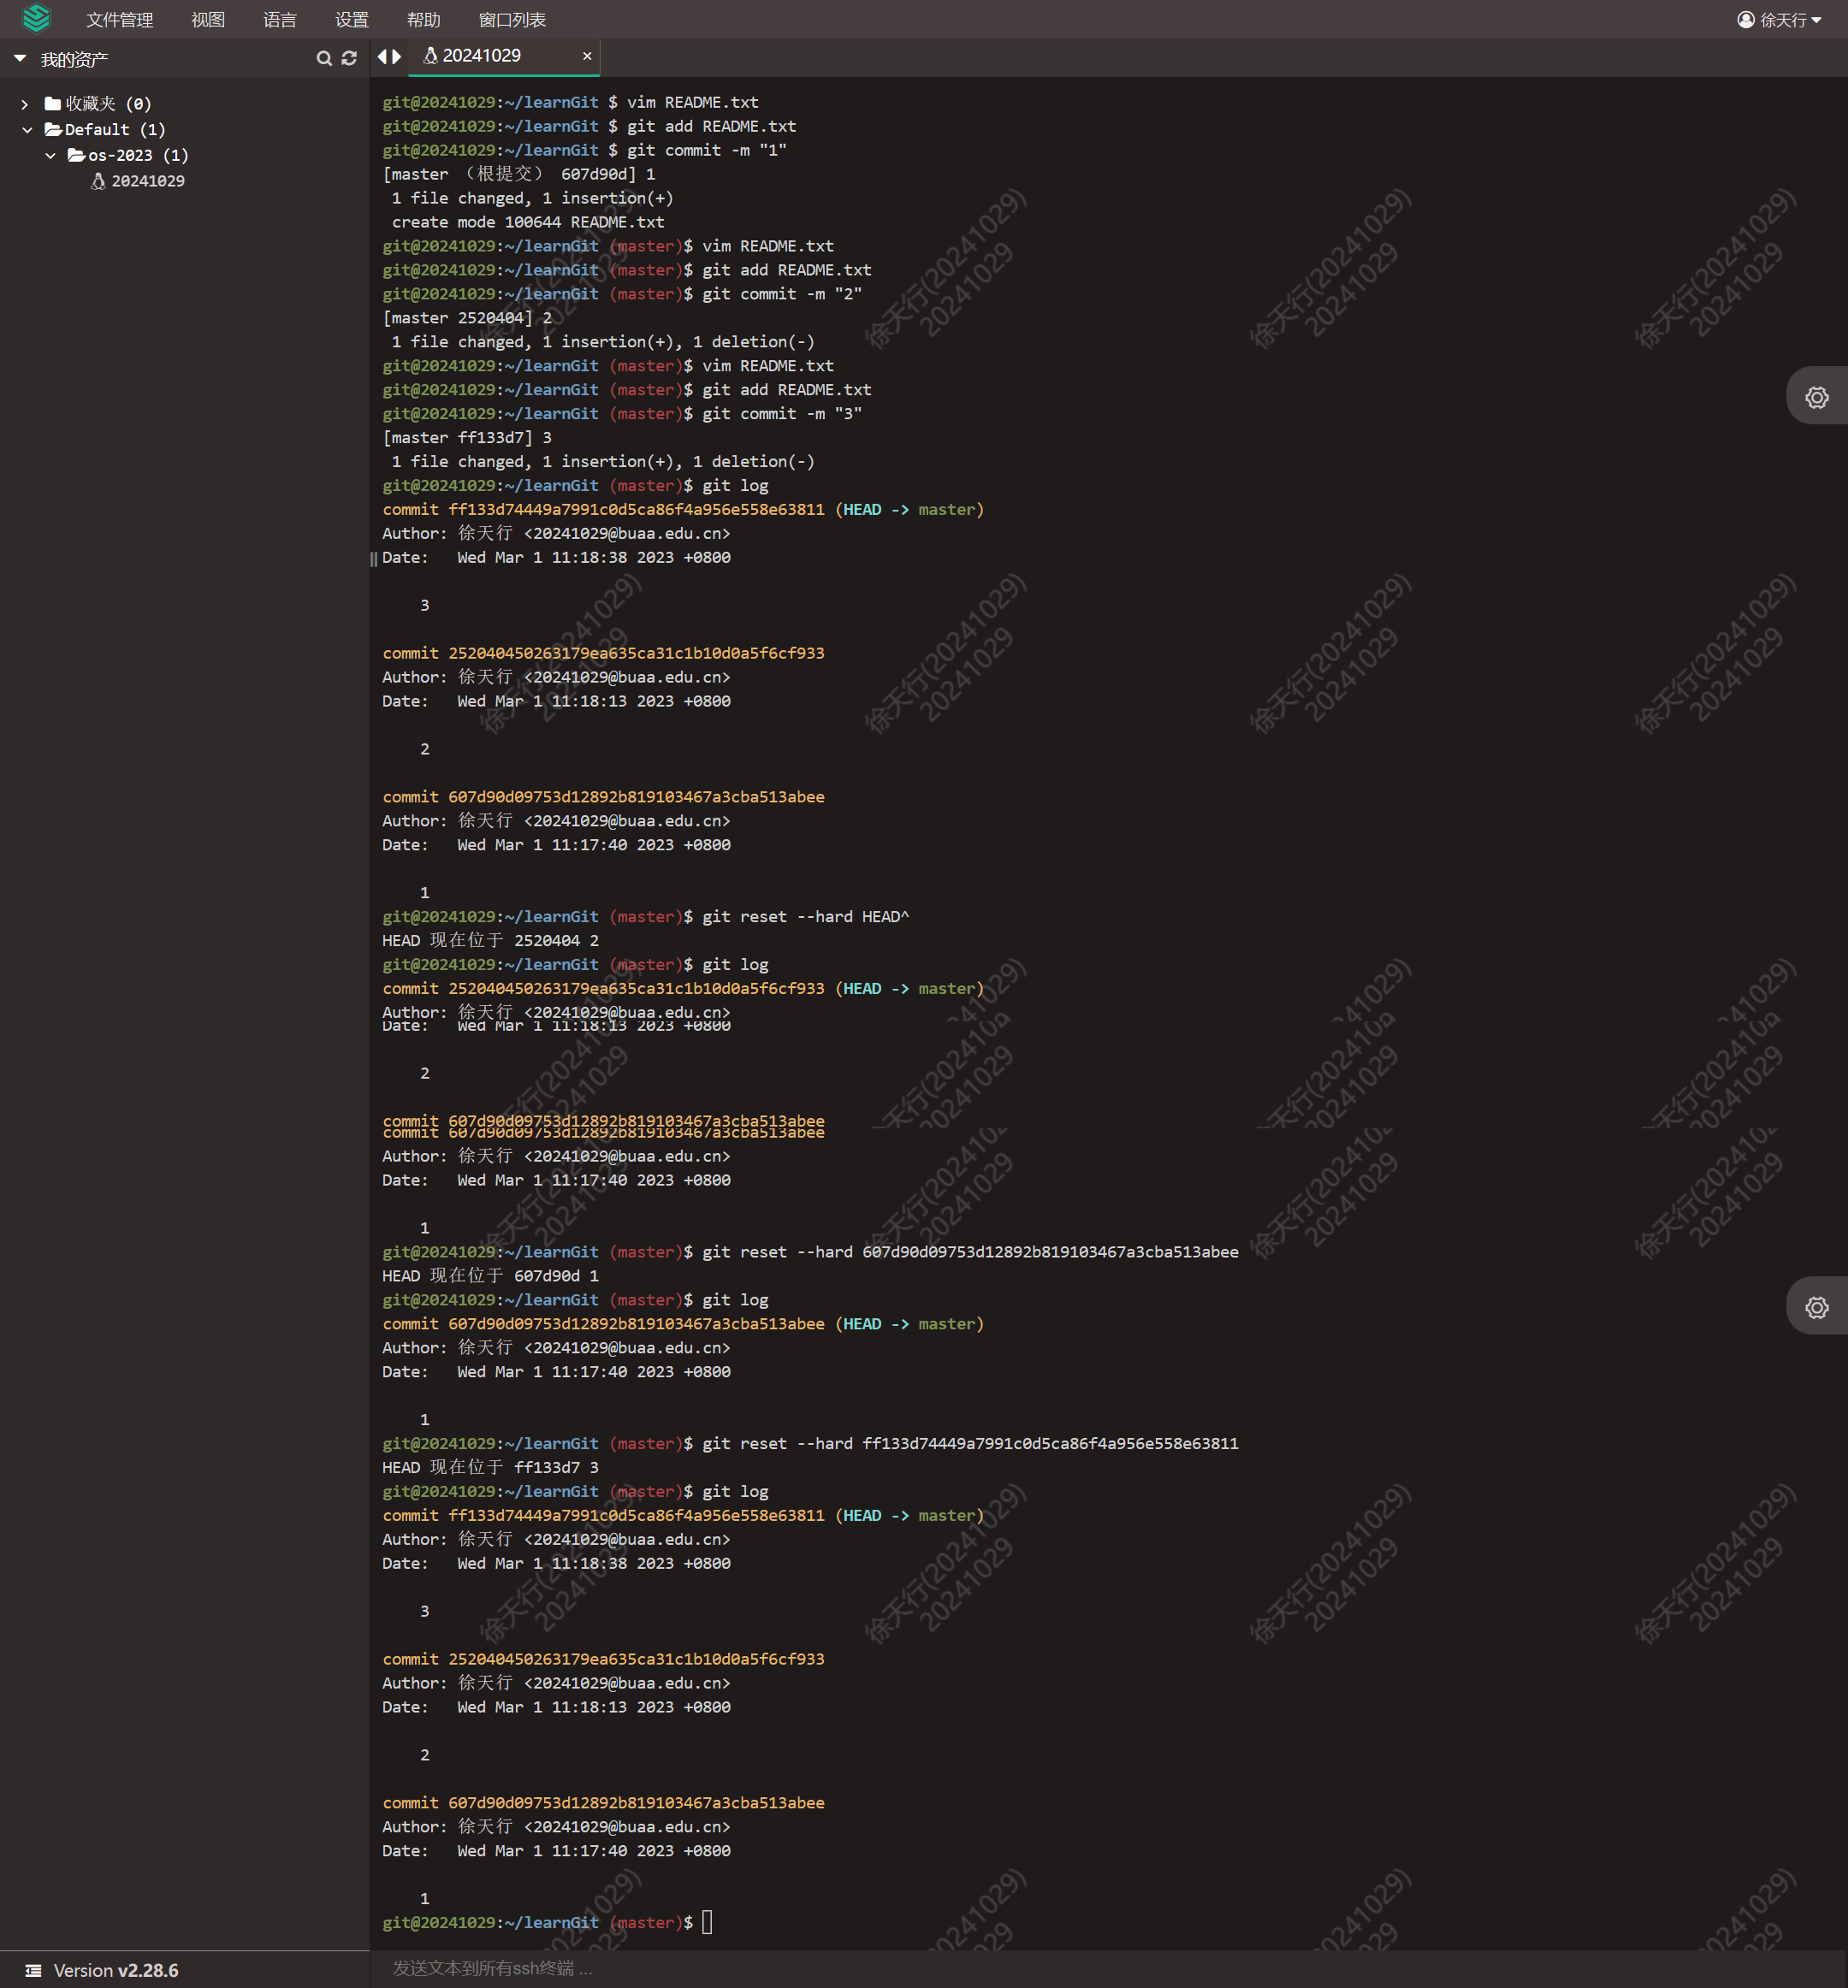 文件管理 视图 语言 设置 帮助 窗口列表 徐天行
我的资产
20241029 ×
收藏夹 (0)
Default (1)
os-2023 (1)
20241029
git@20241029:~/learnGit $ vim README.txt
git@20241029:~/learnGit $ git add README.txt
git@20241029:~/learnGit $ git commit -m "1"
[master （根提交） 607d90d] 1
 1 file changed, 1 insertion(+)
 create mode 100644 README.txt
git@20241029:~/learnGit (master)$ vim README.txt
git@20241029:~/learnGit (master)$ git add README.txt
git@20241029:~/learnGit (master)$ git commit -m "2"
[master 2520404] 2
 1 file changed, 1 insertion(+), 1 deletion(-)
git@20241029:~/learnGit (master)$ vim README.txt
git@20241029:~/learnGit (master)$ git add README.txt
git@20241029:~/learnGit (master)$ git commit -m "3"
[master ff133d7] 3
 1 file changed, 1 insertion(+), 1 deletion(-)
git@20241029:~/learnGit (master)$ git log
commit ff133d74449a7991c0d5ca86f4a956e558e63811 (HEAD -> master)
Author: 徐天行 <20241029@buaa.edu.cn>
Date:   Wed Mar 1 11:18:38 2023 +0800
    3
commit 252040450263179ea635ca31c1b10d0a5f6cf933
Author: 徐天行 <20241029@buaa.edu.cn>
Date:   Wed Mar 1 11:18:13 2023 +0800
    2
commit 607d90d09753d12892b819103467a3cba513abee
Author: 徐天行 <20241029@buaa.edu.cn>
Date:   Wed Mar 1 11:17:40 2023 +0800
    1
git@20241029:~/learnGit (master)$ git reset --hard HEAD^
HEAD 现在位于 2520404 2
git@20241029:~/learnGit (master)$ git log
commit 252040450263179ea635ca31c1b10d0a5f6cf933 (HEAD -> master)
Author: 徐天行 <20241029@buaa.edu.cn>
Date:   Wed Mar 1 11:18:13 2023 +0800
    2
commit 607d90d09753d12892b819103467a3cba513abee
commit 607d90d09753d12892b819103467a3cba513abee
Author: 徐天行 <20241029@buaa.edu.cn>
Date:   Wed Mar 1 11:17:40 2023 +0800
    1
git@20241029:~/learnGit (master)$ git reset --hard 607d90d09753d12892b819103467a3cba513abee
HEAD 现在位于 607d90d 1
git@20241029:~/learnGit (master)$ git log
commit 607d90d09753d12892b819103467a3cba513abee (HEAD -> master)
Author: 徐天行 <20241029@buaa.edu.cn>
Date:   Wed Mar 1 11:17:40 2023 +0800
    1
git@20241029:~/learnGit (master)$ git reset --hard ff133d74449a7991c0d5ca86f4a956e558e63811
HEAD 现在位于 ff133d7 3
git@20241029:~/learnGit (master)$ git log
commit ff133d74449a7991c0d5ca86f4a956e558e63811 (HEAD -> master)
Author: 徐天行 <20241029@buaa.edu.cn>
Date:   Wed Mar 1 11:18:38 2023 +0800
    3
commit 252040450263179ea635ca31c1b10d0a5f6cf933
Author: 徐天行 <20241029@buaa.edu.cn>
Date:   Wed Mar 1 11:18:13 2023 +0800
    2
commit 607d90d09753d12892b819103467a3cba513abee
Author: 徐天行 <20241029@buaa.edu.cn>
Date:   Wed Mar 1 11:17:40 2023 +0800
    1
git@20241029:~/learnGit (master)$
Version v2.28.6
发送文本到所有ssh终端 ...
徐天行(20241029)
20241029